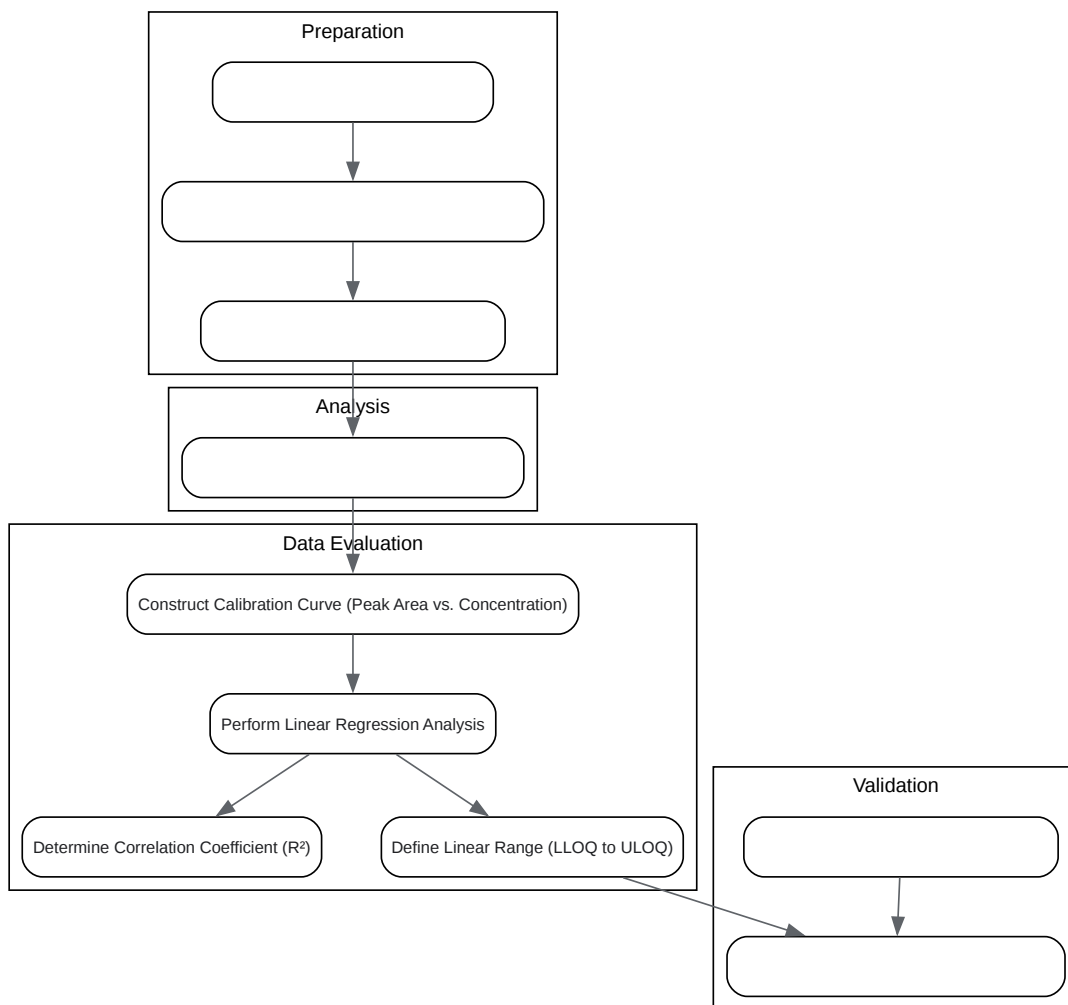 Preparation
Analysis
Data Evaluation
Construct Calibration Curve (Peak Area vs. Concentration)
Perform Linear Regression Analysis
Validation
Determine Correlation Coefficient (R²)
Define Linear Range (LLOQ to ULOQ)